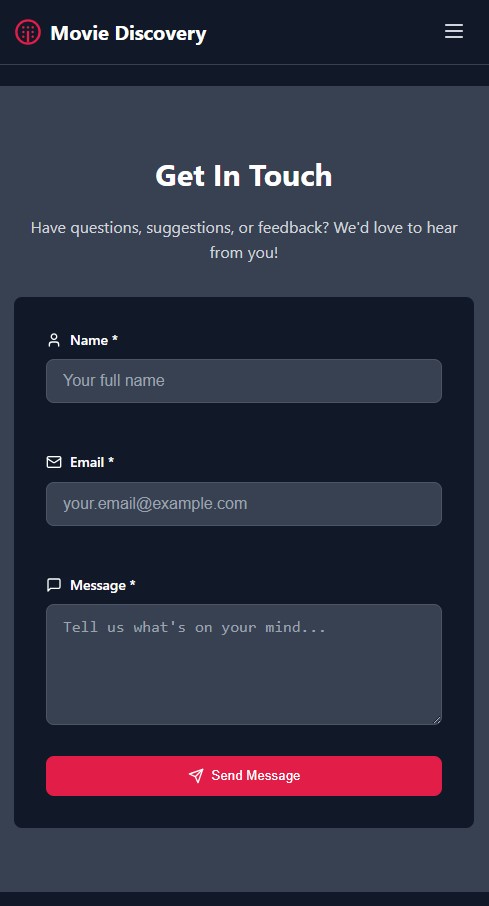 Movie Discovery
Get In Touch
Have questions, suggestions, or feedback? We'd love to hear
from you!
Name *
Your full name
Email *
your.email@example.com
Message *
Tell us what's on your mind...
Send Message